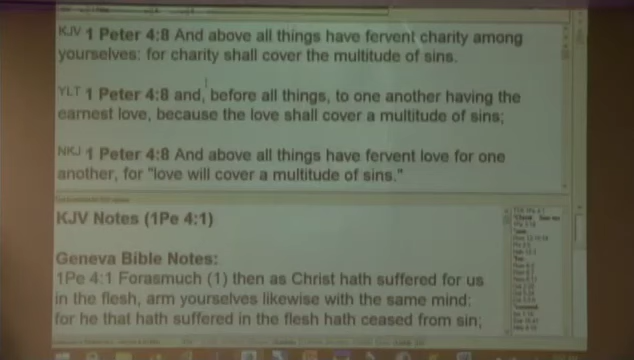 KJV 1 Peter 4:8 And above all things have fervent charity among
yourselves: for charity shall cover the multitude of sins.
YLT 1 Peter 4:8 and, before all things, to one another having the
earnest love, because the love shall cover a multitude of sins;
NKJ 1 Peter 4:8 And above all things have fervent love for one
another, for "love will cover a multitude of sins."
KJV Notes (1Pe 4:1)
Geneva Bible Notes:
1Pe 4:1 Forasmuch (1) then as Christ hath suffered for us
in the flesh, arm yourselves likewise with the same mind:
for he that hath suffered in the flesh hath ceased from sin;